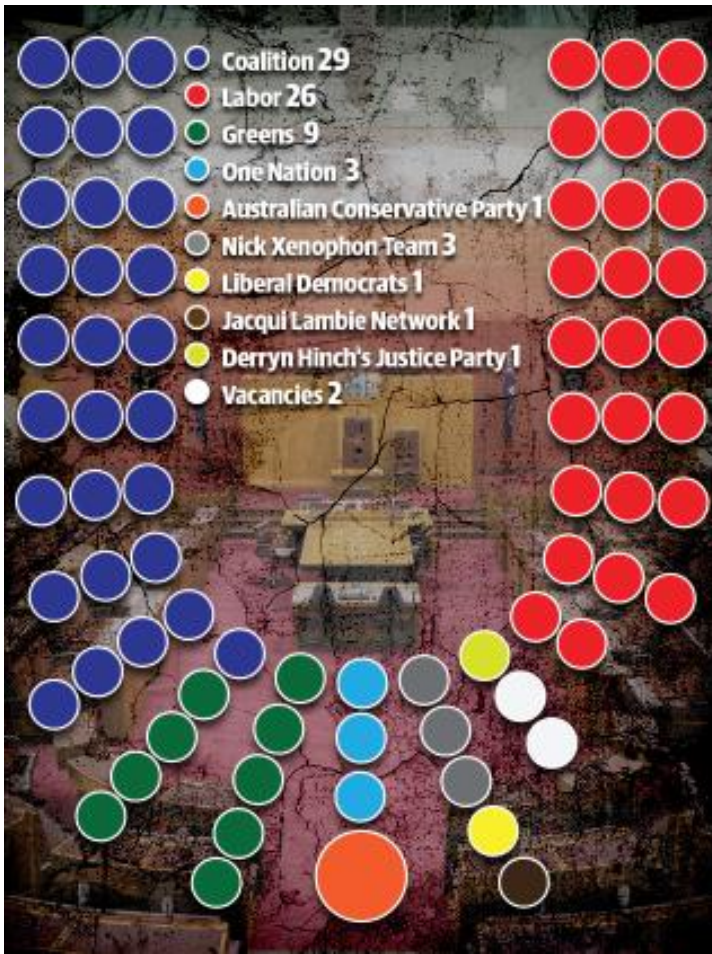 Coalition 29
Labor 26
Greens 9
One Nation 3
Australian Conservative Party 1
Nick Xenophon Team 3
Liberal Democrats 1
Jacqui Lambie Network 1
Derryn Hinch's Justice Party 1
Vacancies 2